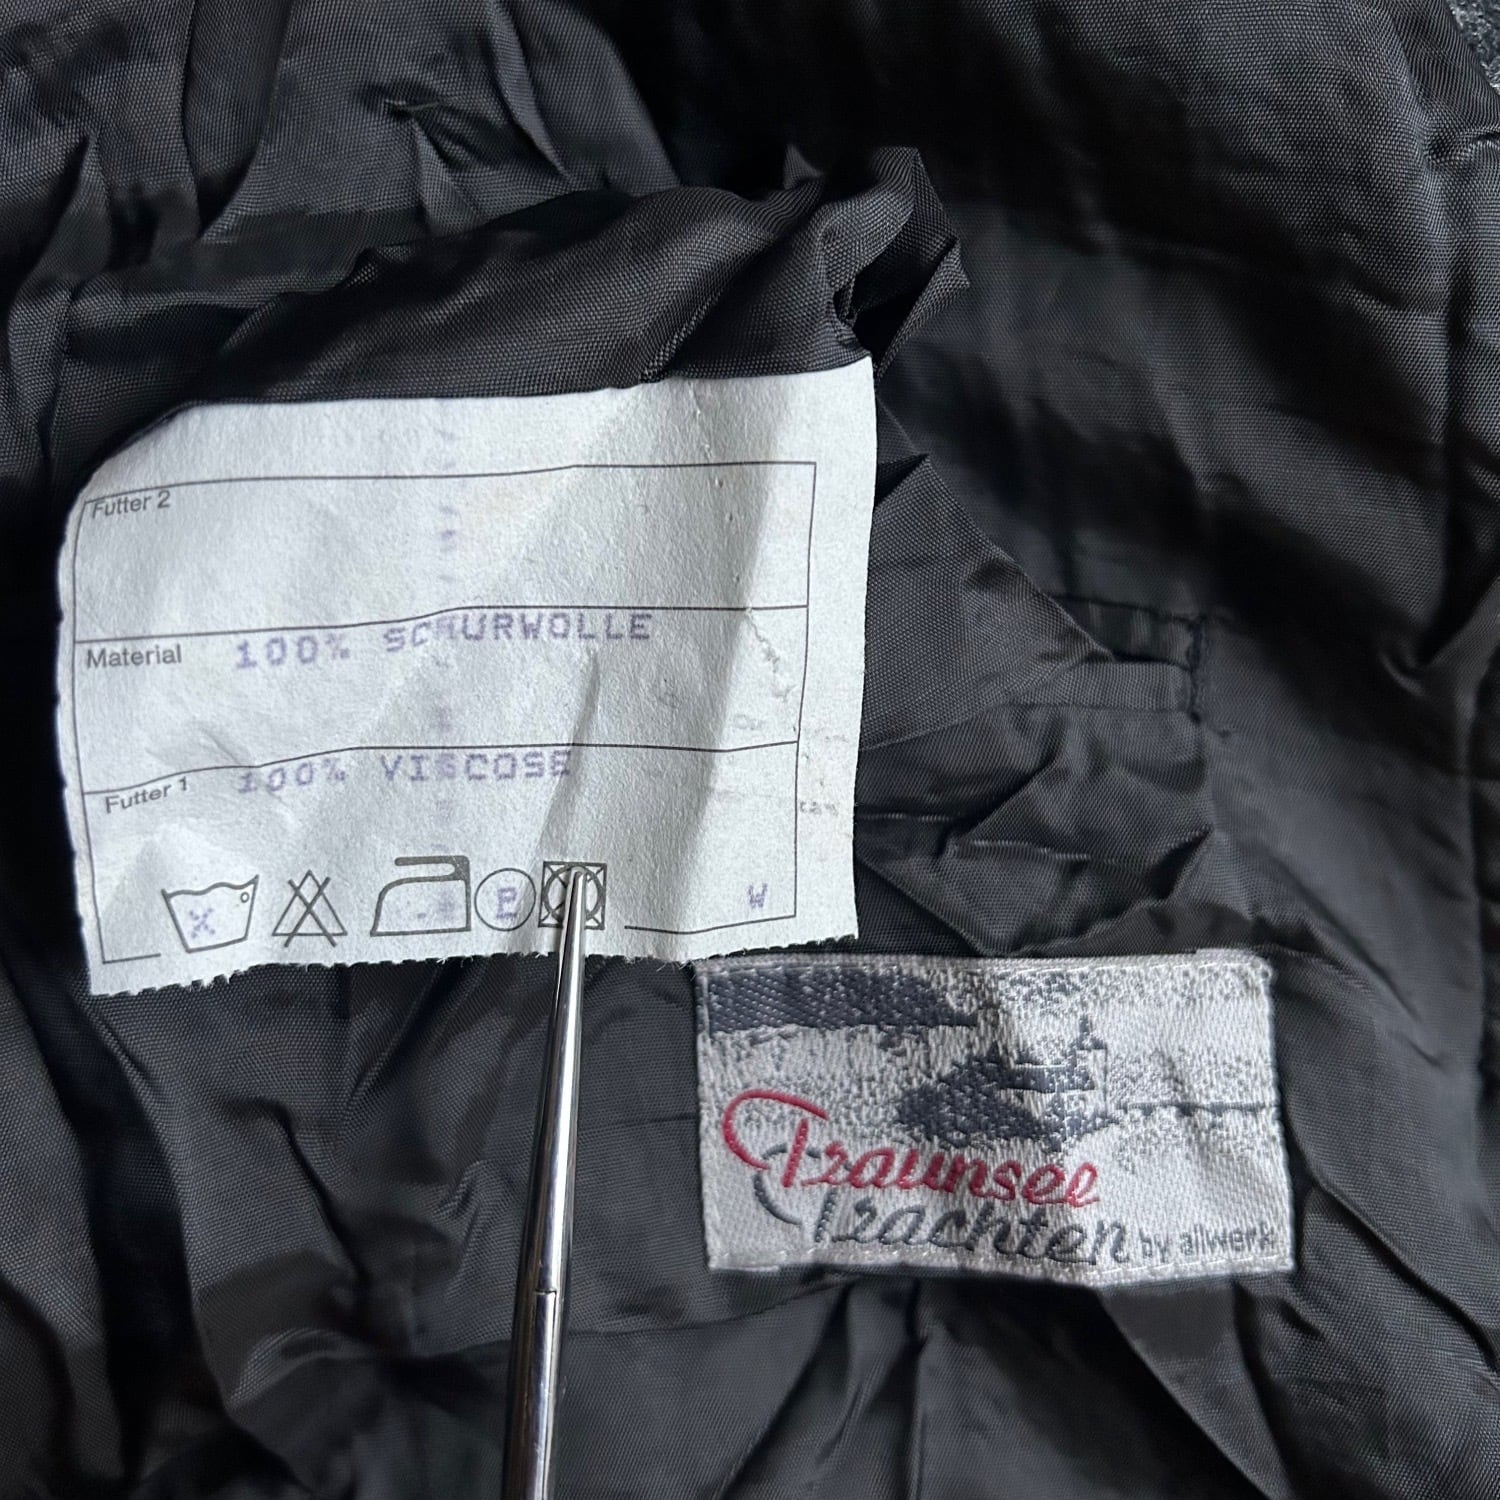 Futter 2
Material 100% SCHURWOLLE
Futter 1 100% VISCOSE
X P W
Traunsee
Trachten by allwerk